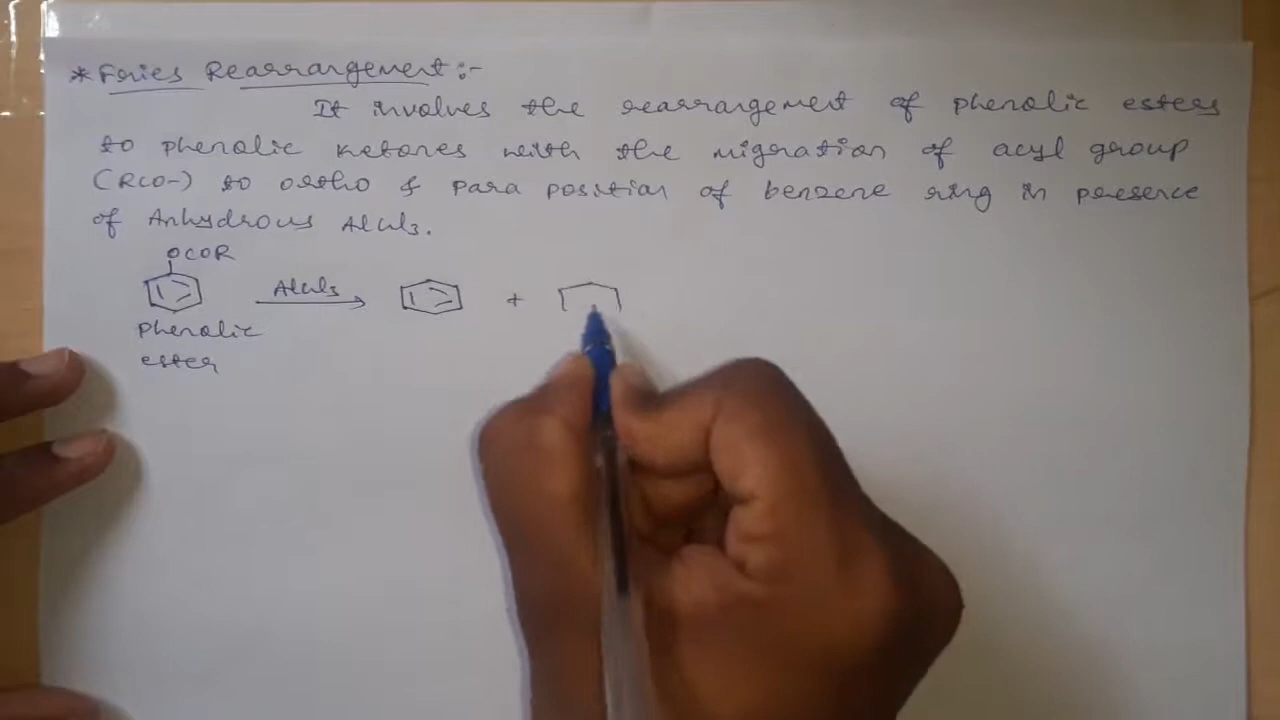 * Fries Rearrangement :-
It involves the rearrangement of phenolic esters
to phenolic ketones with the migration of acyl group
(RCO-) to ortho & para position of benzene ring in presence
of Anhydrous AlCl3.
OCOR
AlCl3
+
phenolic
ester